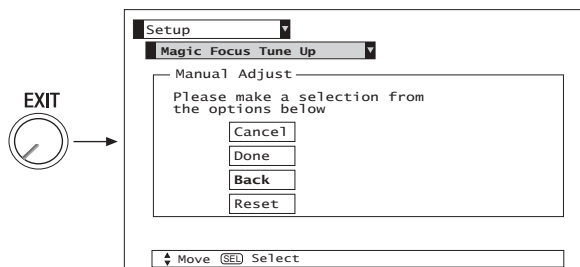 Setup
Magic Focus Tune Up
Manual Adjust
EXIT
Please make a selection from
the options below
Cancel
Done
Back
Reset
Move SEL Select